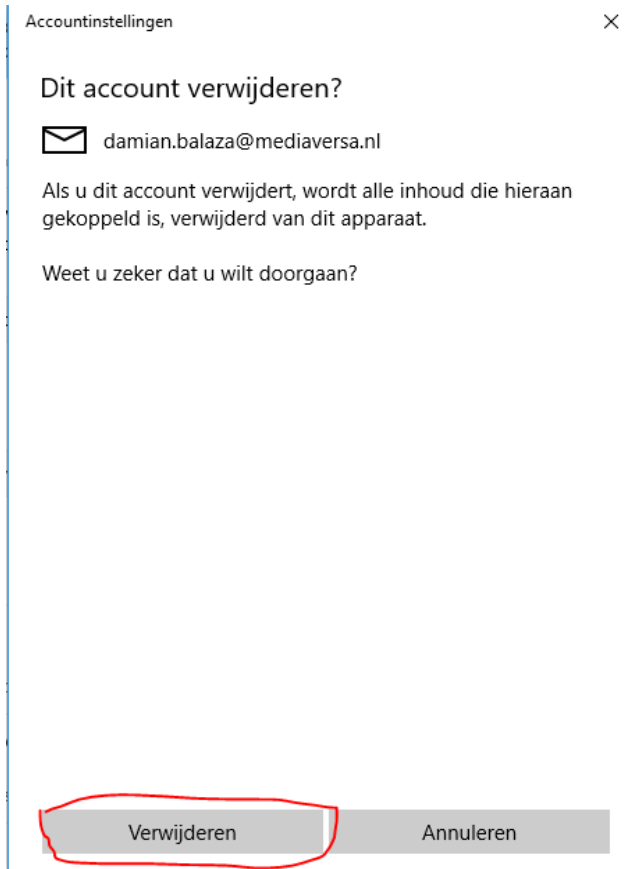 Accountinstellingen
Dit account verwijderen?
damian.balaza@mediaversa.nl
Als u dit account verwijdert, wordt alle inhoud die hieraan
gekoppeld is, verwijderd van dit apparaat.
Weet u zeker dat u wilt doorgaan?
Verwijderen
Annuleren